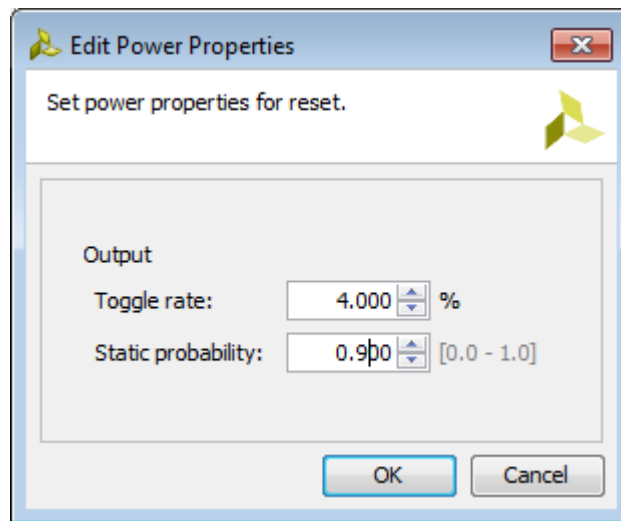 Edit Power Properties
Set power properties for reset.
Output
Toggle rate: 4.000 %
Static probability: 0.900 [0.0 - 1.0]
OK Cancel